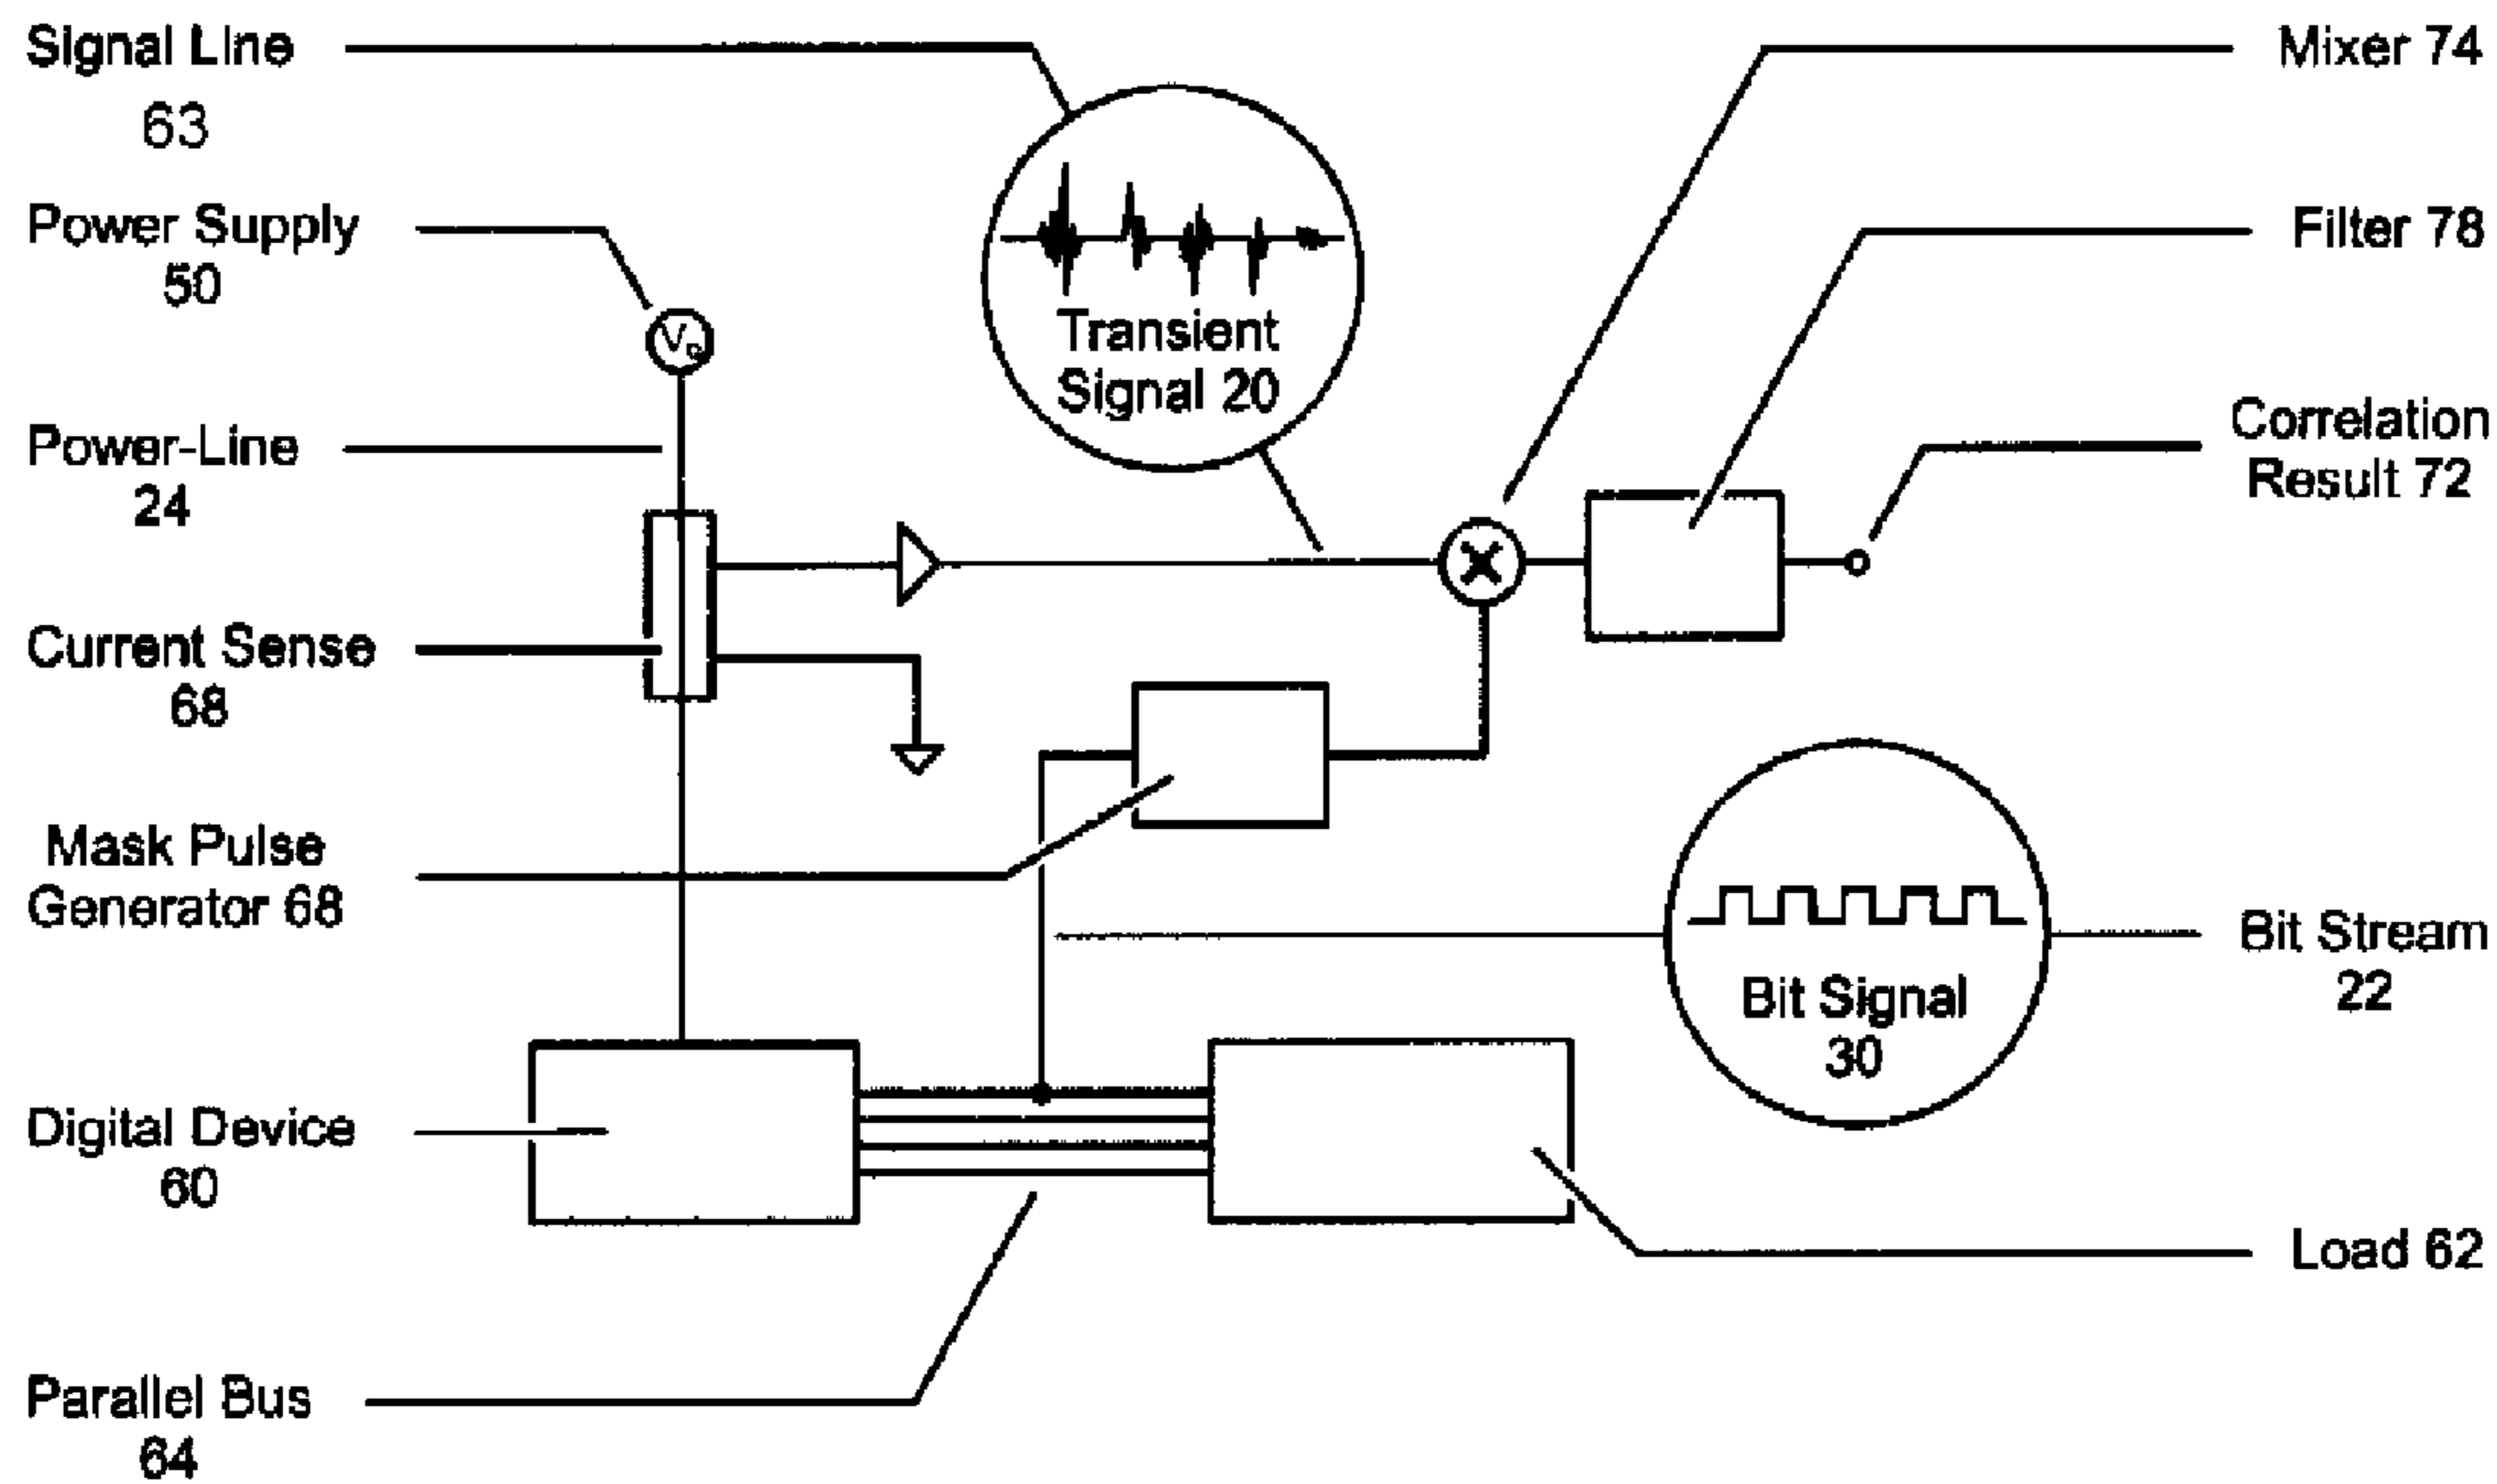 Signal Line
63
Power Supply
50
Power-Line
24
Current Sense
68
Mask Pulse
Generator 68
Digital Device
60
Parallel Bus
64
Vp
Transient
Signal 20
Mixer 74
Filter 78
Correlation
Result 72
Bit Signal
30
Bit Stream
22
Load 62